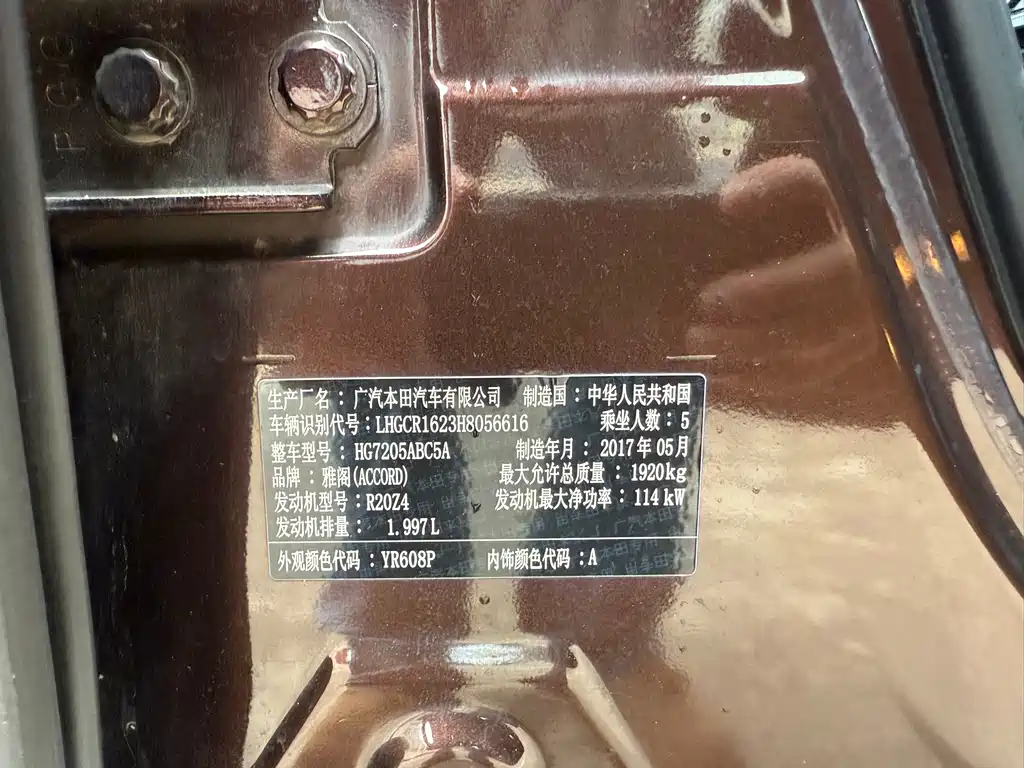 生产厂名：广汽本田汽车有限公司 制造国：中华人民共和国
车辆识别代号：LHGCR1623H8056616 乘坐人数：5
整车型号：HG7205ABC5A 制造年月：2017年05月
品牌：雅阁(ACCORD) 最大允许总质量：1920kg
发动机型号：R20Z4 发动机最大净功率：114kW
发动机排量：1.997L
外观颜色代码：YR608P 内饰颜色代码：A